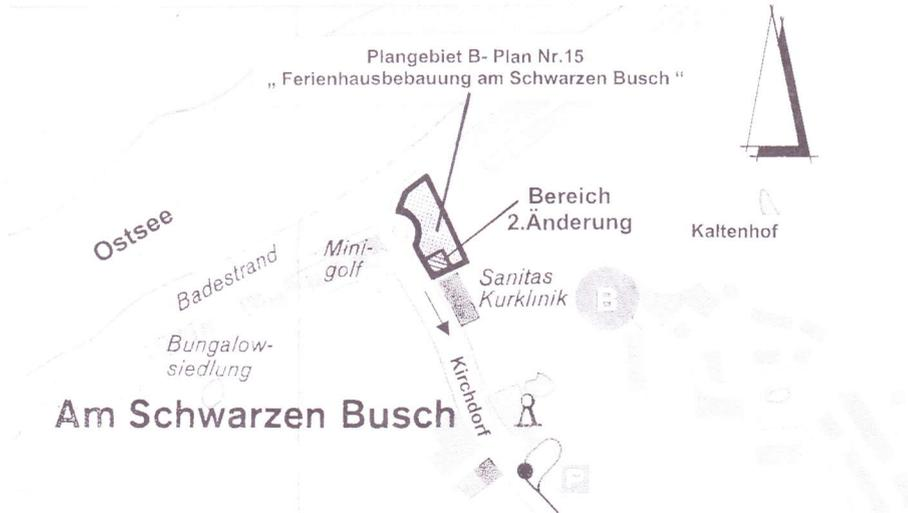 Plangebiet B- Plan Nr.15
„ Ferienhausbebauung am Schwarzen Busch “
Bereich
2.Änderung
Kaltenhof
Ostsee
Mini-
golf
Badestrand
Sanitas
Kurklinik
B
Bungalow-
siedlung
Kirchdorf
Am Schwarzen Busch
P